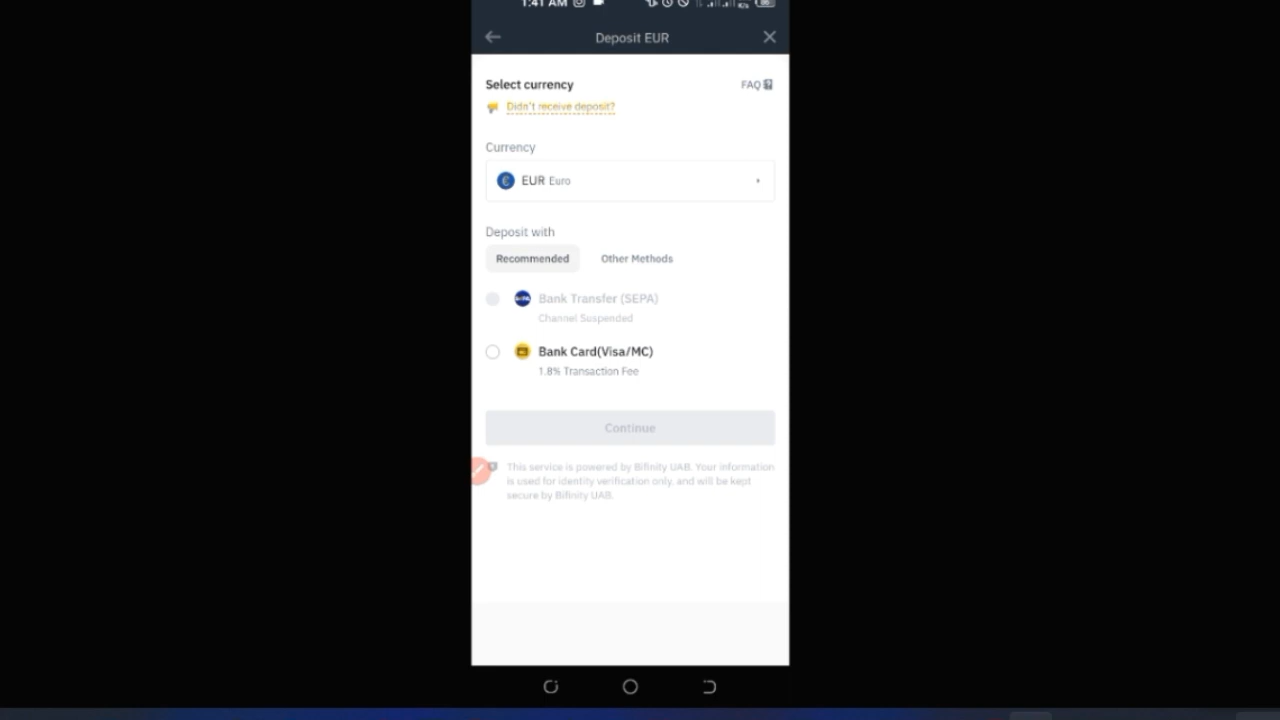 1:41 AM
Deposit EUR
Select currency
FAQ
Didn't receive deposit?
Currency
EUR Euro
Deposit with
Recommended Other Methods
Bank Transfer (SEPA)
Channel Suspended
Bank Card(Visa/MC)
1.8% Transaction Fee
Continue
This service is powered by Bifinity UAB. Your information
is used for identity verification only, and will be kept
secure by Bifinity UAB.